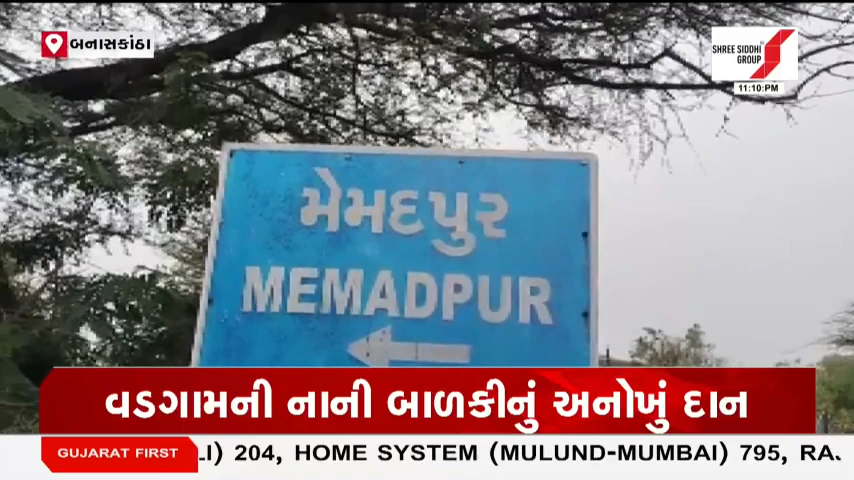 બનાસકાંઠા
SHREE SIDDHI
GROUP
11:10:PM
મેમદપુર
MEMADPUR
વડગામની નાની બાળકીનું અનોખું દાન
GUJARAT FIRST
LI) 204, HOME SYSTEM (MULUND-MUMBAI) 795, RAJ